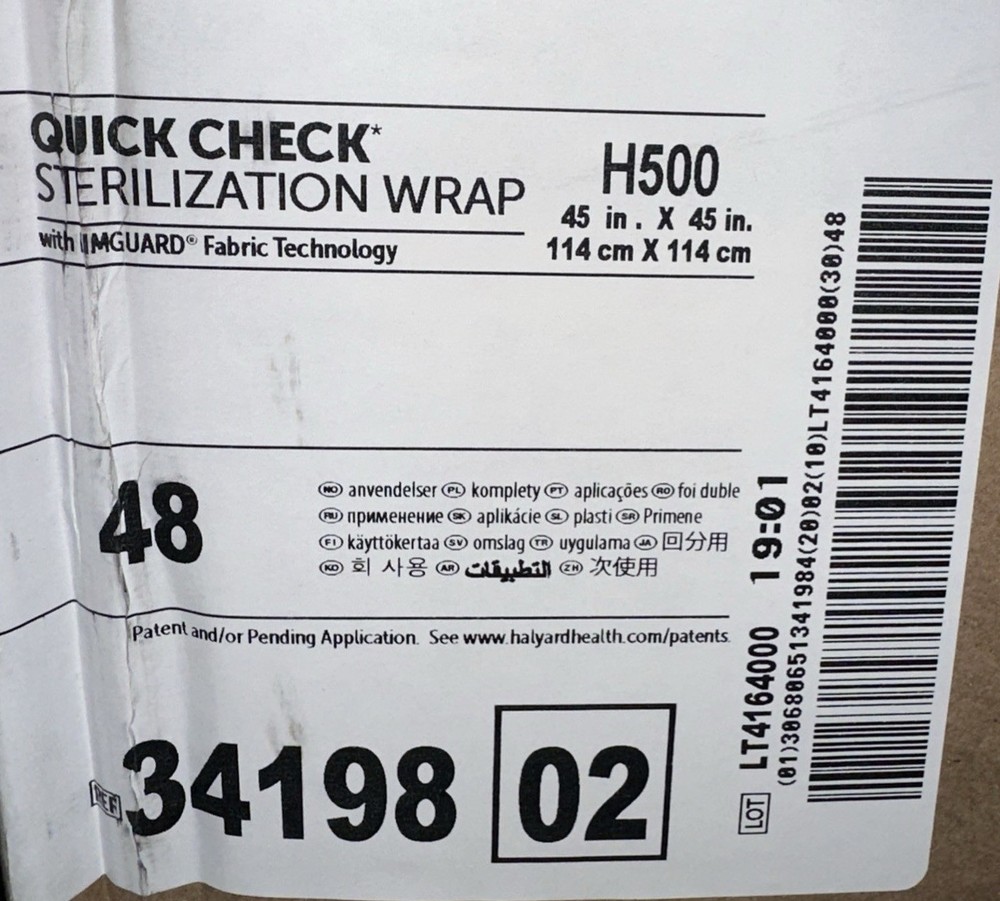 QUICK CHECK*
STERILIZATION WRAP
with IMGUARD® Fabric Technology
H500
45 in. X 45 in.
114 cm X 114 cm
48
NO anvendelser PL komplety PT aplicações RO foi duble
RU применение SK aplikácie SL plasti SR Primene
FI käyttökertaa SV omslag TR uygulama JA 回分用
KO 회 사용 AR التطبيقات ZH 次使用
Patent and/or Pending Application. See www.halyardhealth.com/patents.
REF 34198 02
LOT LT4164000 19:01
(01)30680651341984(20)02(10)LT4164000(30)48